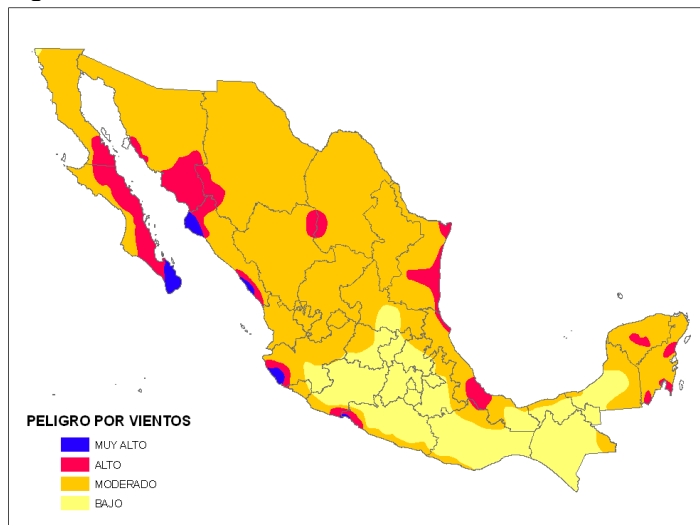 PELIGRO POR VIENTOS
MUY ALTO
ALTO
MODERADO
BAJO